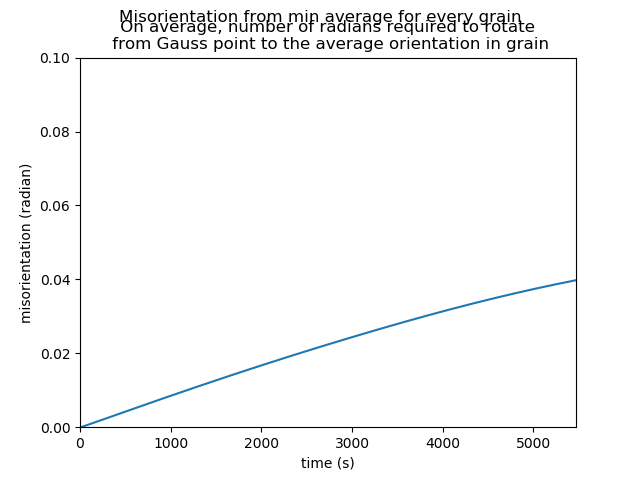 Misorientation from min average for every grain
On average, number of radians required to rotate
from Gauss point to the average orientation in grain
0.10
0.08
0.06
0.04
0.02
0.00
misorientation (radian)
0 1000 2000 3000 4000 5000
time (s)